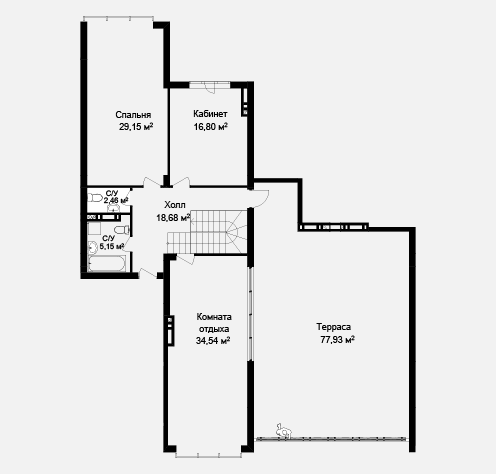 Спальня
29,15 м²
Кабинет
16,80 м²
С/У
2,46 м²
Холл
18,68 м²
С/У
5,15 м²
Комната
отдыха
34,54 м²
Терраса
77,93 м²